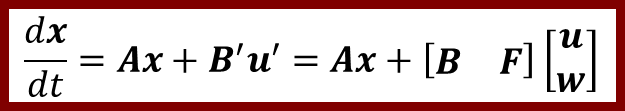 dx/dt = Ax + B′u′ = Ax + [B F] [u w]